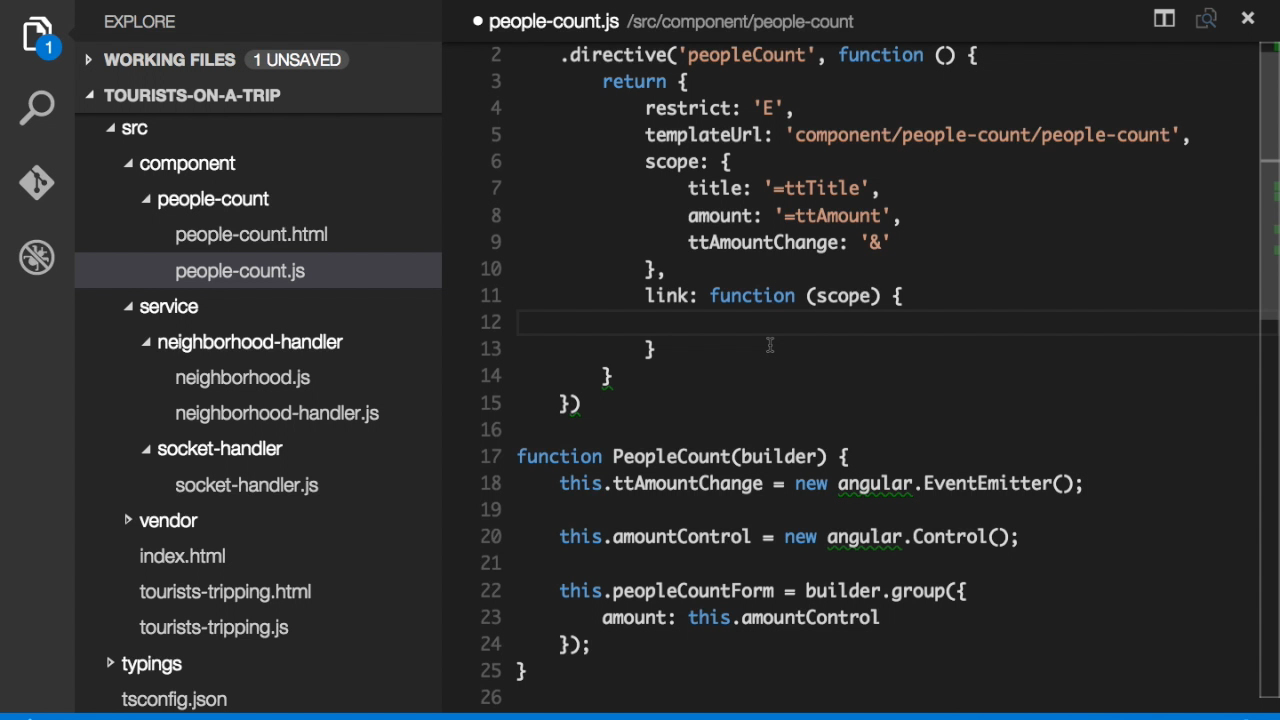 EXPLORE
1
WORKING FILES 1 UNSAVED
TOURISTS-ON-A-TRIP
src
component
people-count
people-count.html
people-count.js
service
neighborhood-handler
neighborhood.js
neighborhood-handler.js
socket-handler
socket-handler.js
vendor
index.html
tourists-tripping.html
tourists-tripping.js
typings
tsconfig.json
people-count.js /src/component/people-count
2 .directive('peopleCount', function () {
3 return {
4 restrict: 'E',
5 templateUrl: 'component/people-count/people-count',
6 scope: {
7 title: '=ttTitle',
8 amount: '=ttAmount',
9 ttAmountChange: '&'
10 },
11 link: function (scope) {
12
13 }
14 }
15 })
16
17 function PeopleCount(builder) {
18 this.ttAmountChange = new angular.EventEmitter();
19
20 this.amountControl = new angular.Control();
21
22 this.peopleCountForm = builder.group({
23 amount: this.amountControl
24 });
25 }
26